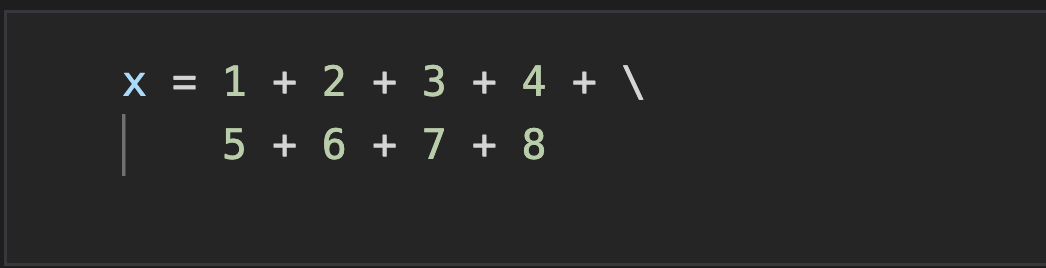 x = 1 + 2 + 3 + 4 + \
    5 + 6 + 7 + 8